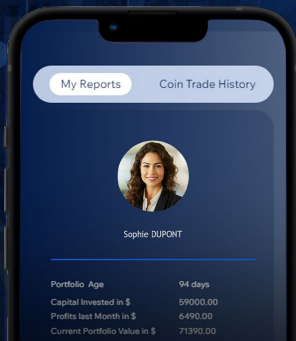 My Reports Coin Trade History
Sophie DUPONT
Portfolio Age 94 days
Capital Invested in $ 59000.00
Profits last Month in $ 6490.00
Current Portfolio Value in $ 71390.00